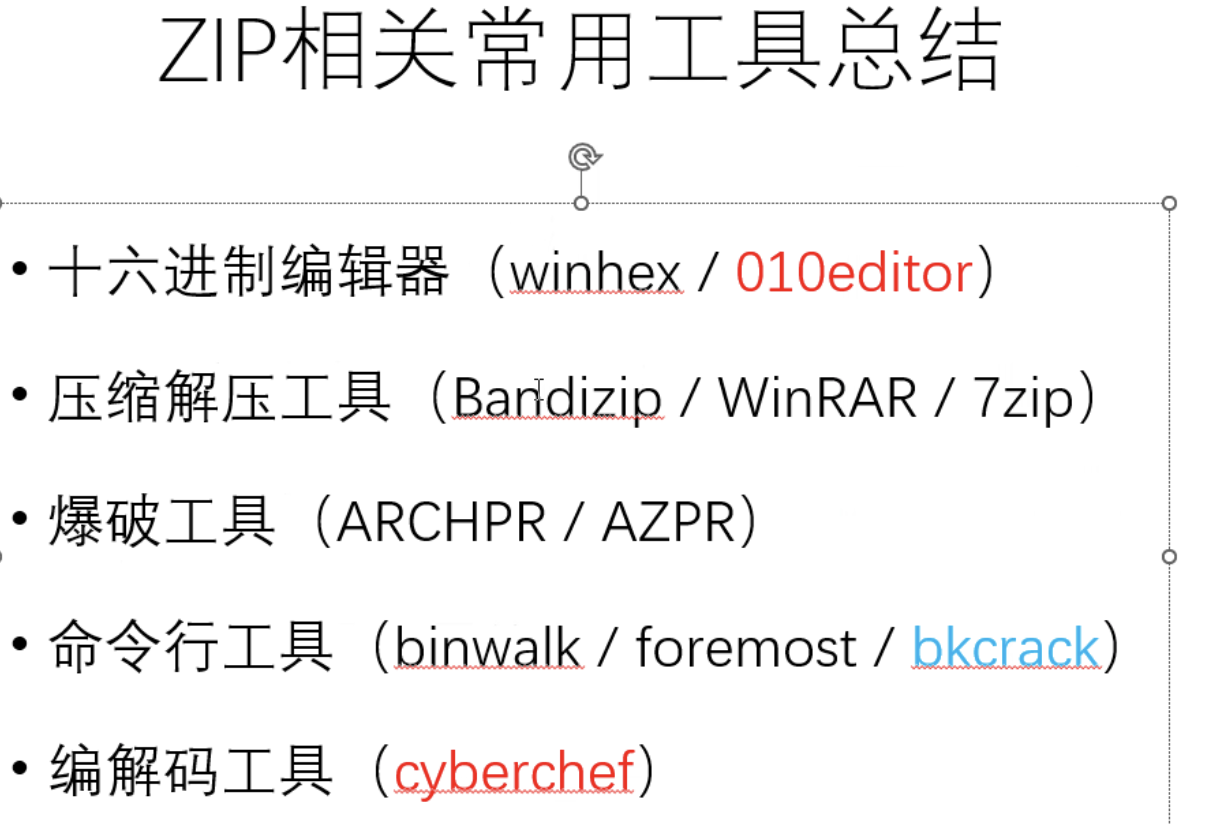 ZIP相关常用工具总结
• 十六进制编辑器（winhex / 010editor）
• 压缩解压工具（Bandizip / WinRAR / 7zip）
• 爆破工具（ARCHPR / AZPR）
• 命令行工具（binwalk / foremost / bkcrack）
• 编解码工具（cyberchef）